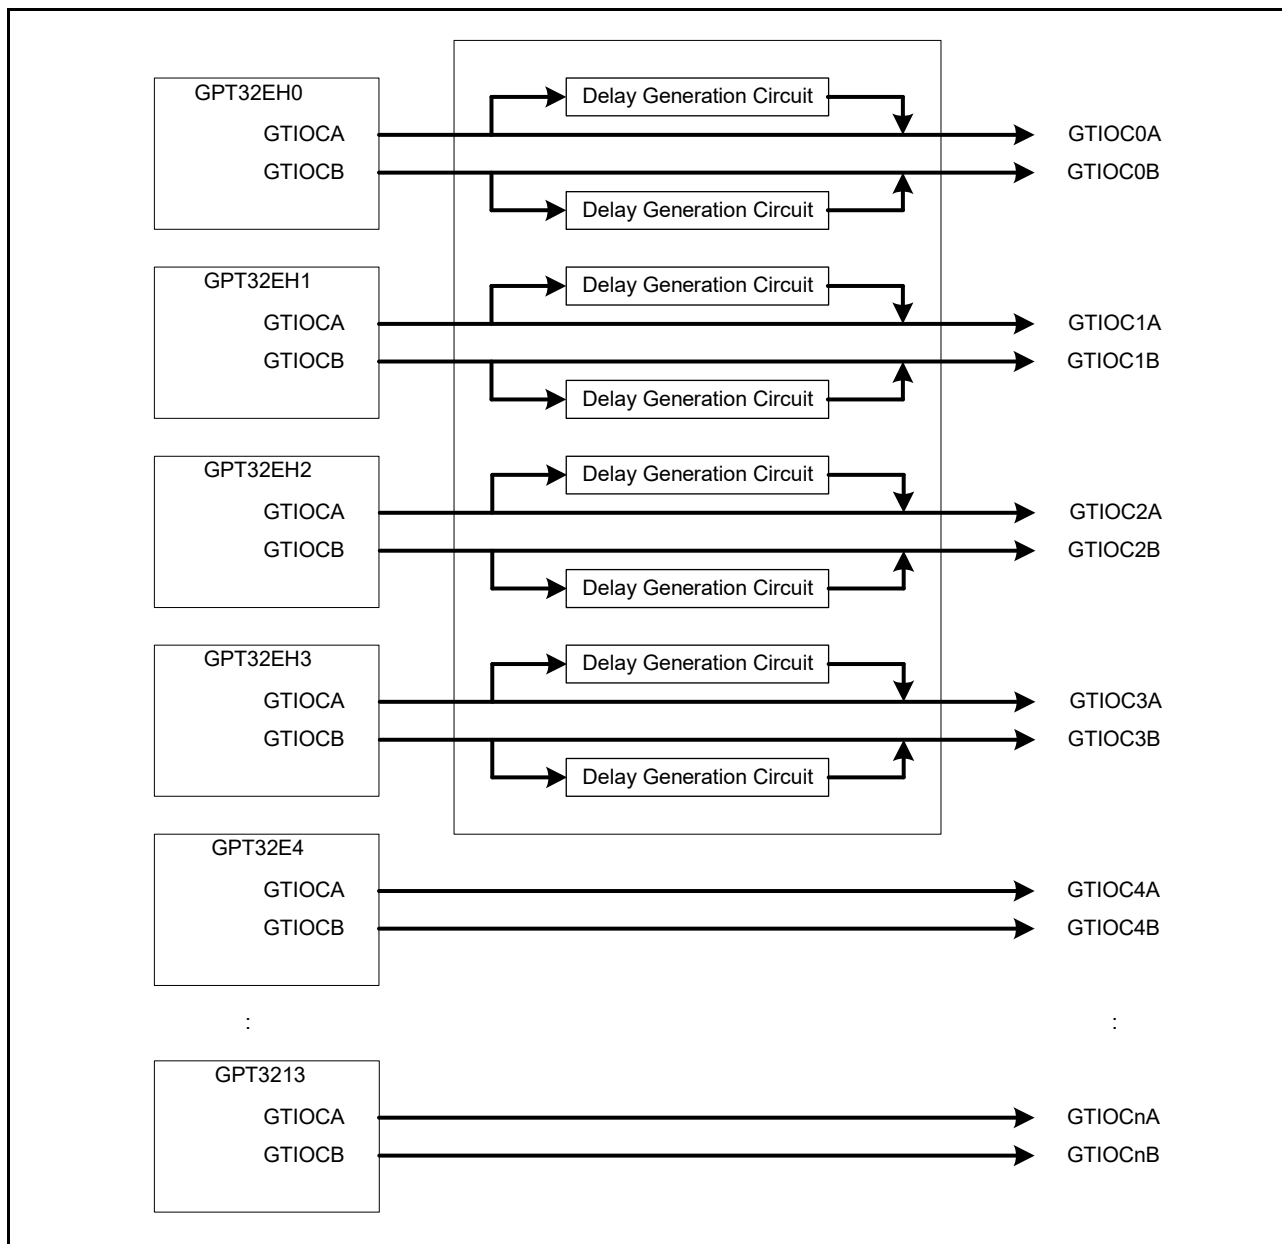 GPT32EH0
Delay Generation Circuit
GTIOCA
GTIOC0A
GTIOCB
GTIOC0B
Delay Generation Circuit
GPT32EH1
Delay Generation Circuit
GTIOCA
GTIOC1A
GTIOCB
GTIOC1B
Delay Generation Circuit
GPT32EH2
Delay Generation Circuit
GTIOCA
GTIOC2A
GTIOCB
GTIOC2B
Delay Generation Circuit
GPT32EH3
Delay Generation Circuit
GTIOCA
GTIOC3A
GTIOCB
GTIOC3B
Delay Generation Circuit
GPT32E4
GTIOCA
GTIOC4A
GTIOCB
GTIOC4B
:
:
GPT3213
GTIOCA
GTIOCnA
GTIOCB
GTIOCnB